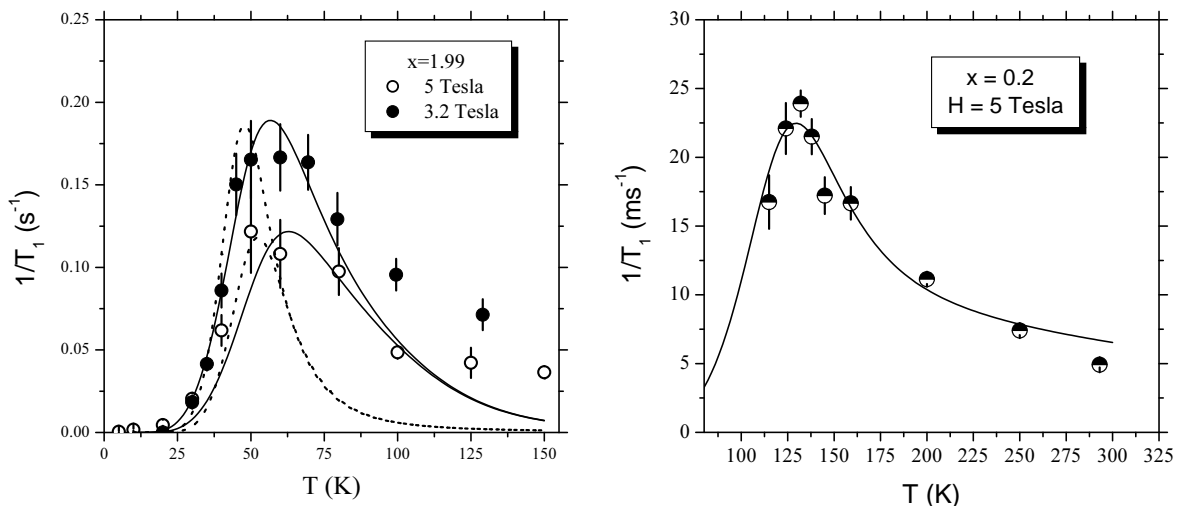 0.25
0.20
0.15
0.10
0.05
0.00
1/T1 (s-1)
x=1.99
5 Tesla
3.2 Tesla
0 25 50 75 100 125 150
T (K)
30
25
20
15
10
5
0
1/T1 (ms-1)
x = 0.2
H = 5 Tesla
100 125 150 175 200 225 250 275 300 325
T (K)